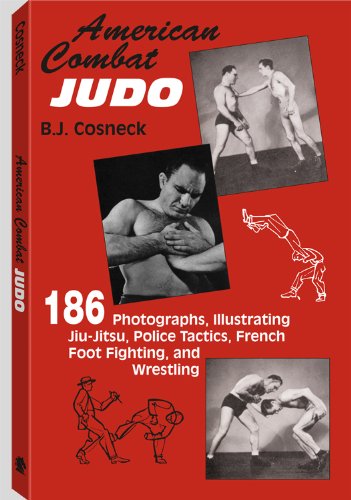 American
Combat
JUDO
B.J. Cosneck
186 Photographs, Illustrating
Jiu-Jitsu, Police Tactics, French
Foot Fighting, and
Wrestling
Cosneck
American Combat JUDO